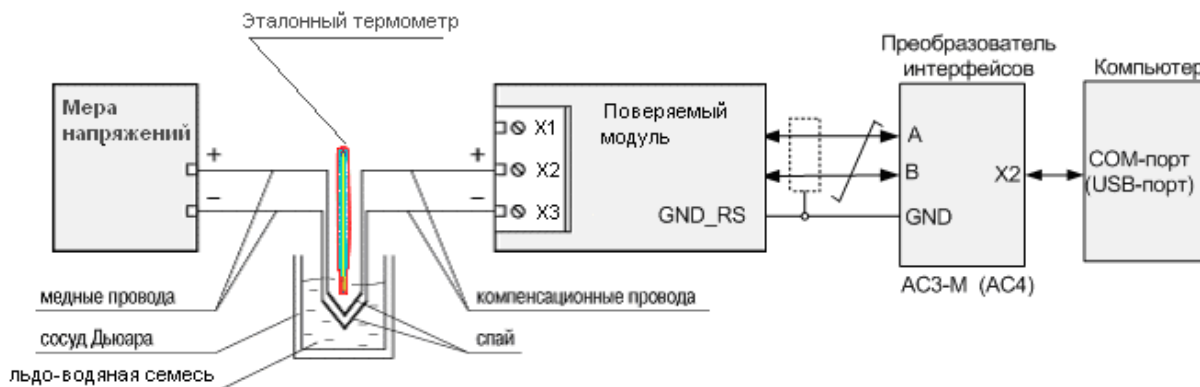 Эталонный термометр
Мера
напряжений
+
−
+
−
X1
X2
X3
Поверяемый
модуль
GND_RS
Преобразователь
интерфейсов
A
B
X2
GND
AC3-M (AC4)
Компьютер
COM-порт
(USB-порт)
медные провода
компенсационные провода
сосуд Дьюара
спай
льдо-водяная семесь